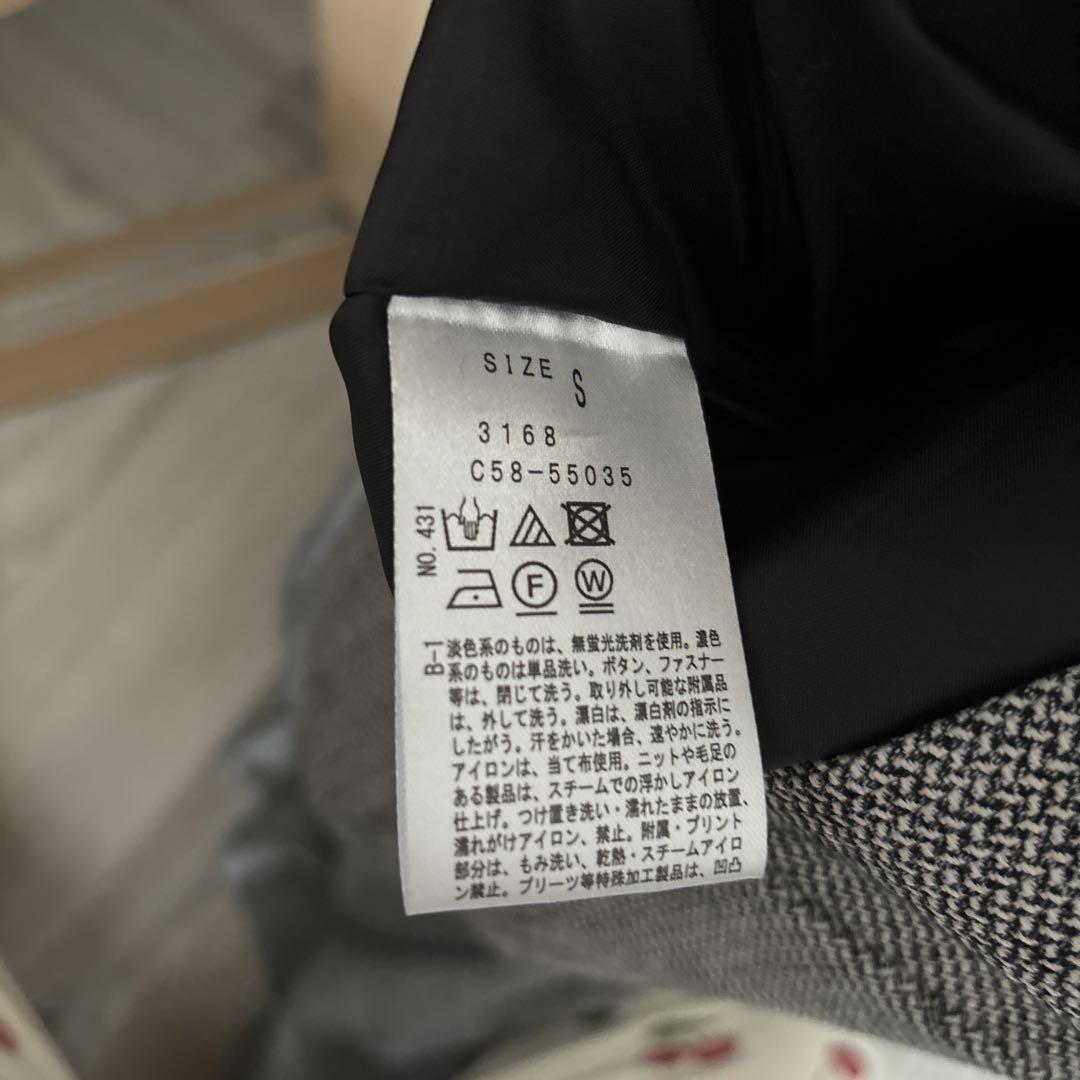 SIZE S
3168
C58-55035
NO. 431
F W
B-1
淡色系のものは、無蛍光洗剤を使用。濃色
系のものは単品洗い。ボタン、ファスナー
等は、閉じて洗う。取り外し可能な附属品
は、外して洗う。漂白は、漂白剤の指示に
したがう。汗をかいた場合、速やかに洗う。
アイロンは、当て布使用。ニットや毛足の
ある製品は、スチームでの浮かしアイロン
仕上げ。つけ置き洗い・濡れたままの放置、
濡れがけアイロン、禁止。附属・プリント
部分は、もみ洗い、乾熱・スチームアイロ
ン禁止。プリーツ等特殊加工製品は、凹凸